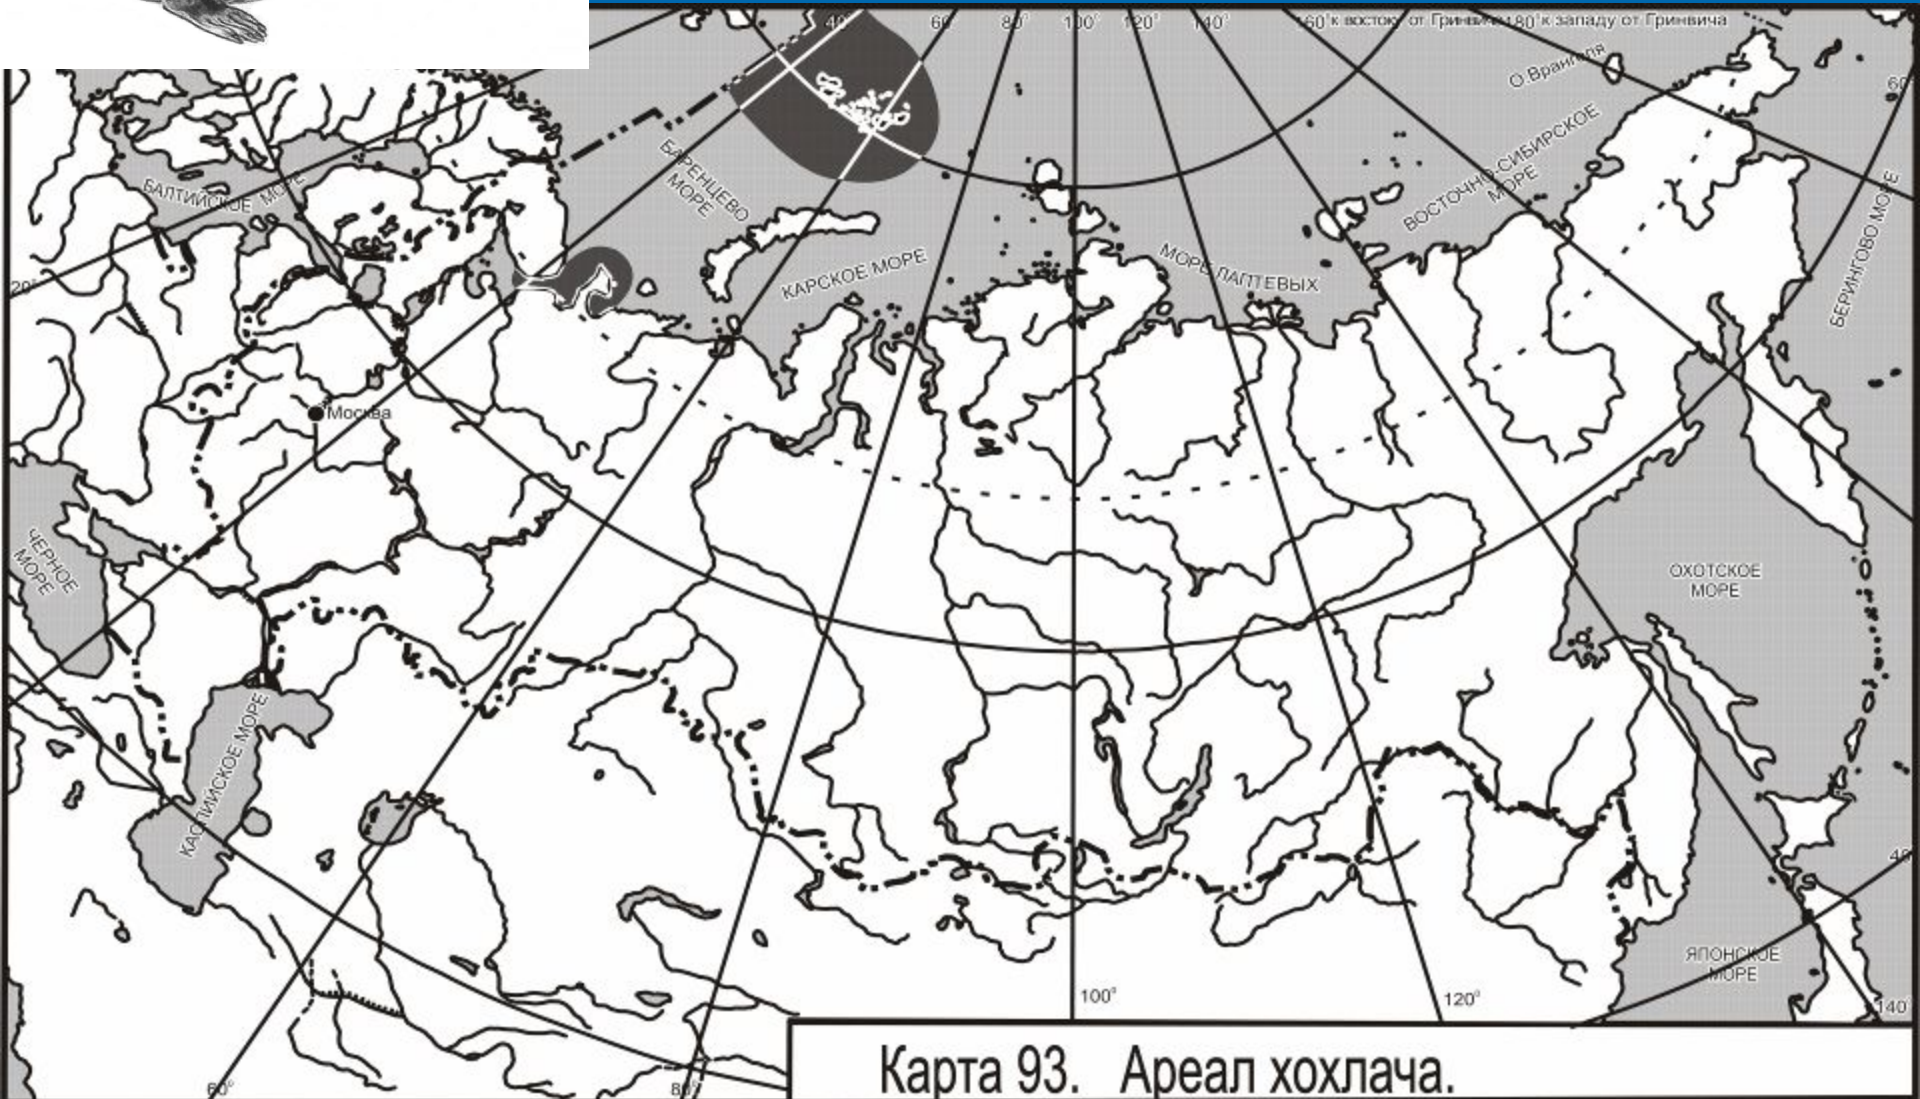 40°
60°
80°
100°
120°
140°
160° к востоку от Гринвича
180° к западу от Гринвича
О.Врангеля
60
БАРЕНЦЕВО
МОРЕ
БАЛТИЙСКОЕ МОРЕ
ВОСТОЧНО-СИБИРСКОЕ
МОРЕ
БЕРИНГОВО МОРЕ
КАРСКОЕ МОРЕ
МОРЕ ЛАПТЕВЫХ
20°
Москва
ЧЕРНОЕ
МОРЕ
ОХОТСКОЕ
МОРЕ
КАСПИЙСКОЕ МОРЕ
40
ЯПОНСКОЕ
МОРЕ
100°
120°
140
60°
80°
Карта 93. Ареал хохлача.